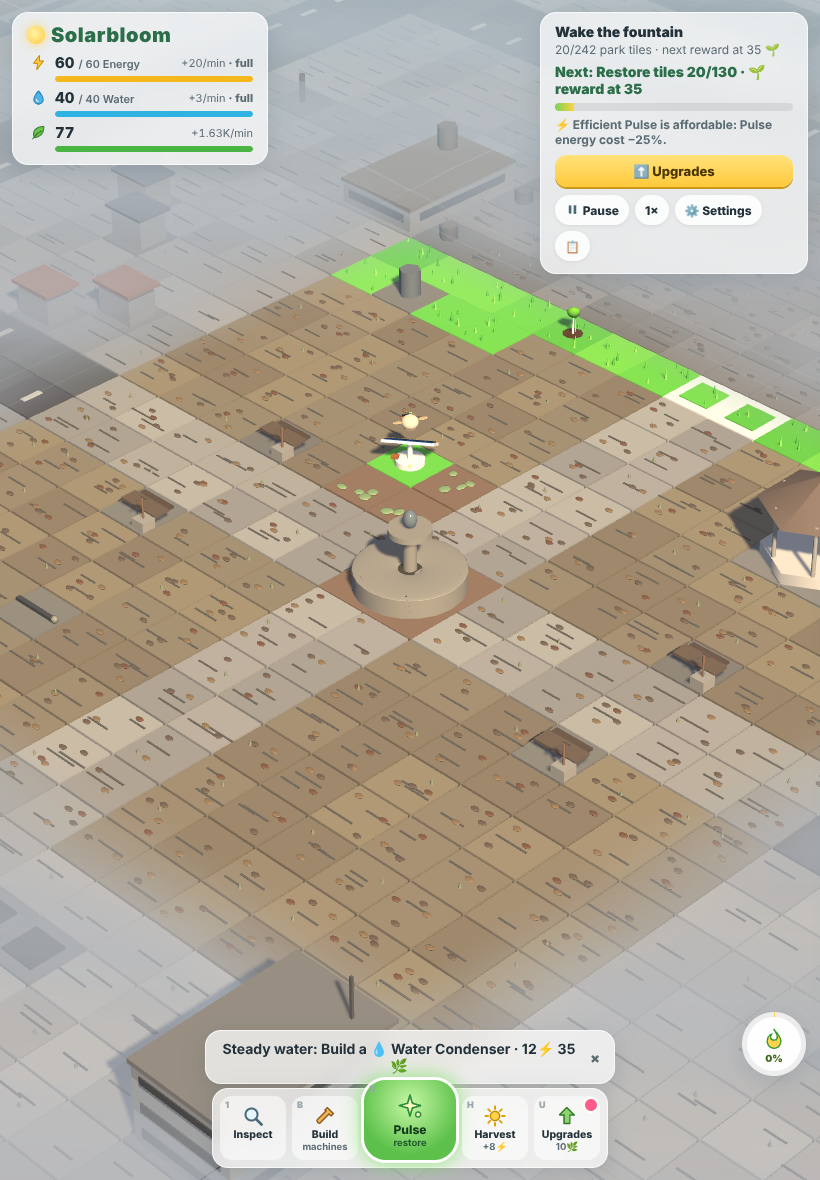 Solarbloom
60 / 60 Energy +20/min · full
40 / 40 Water +3/min · full
77 +1.63K/min
Wake the fountain
20/242 park tiles · next reward at 35 🌱
Next: Restore tiles 20/130 · 🌱
reward at 35
⚡ Efficient Pulse is affordable: Pulse
energy cost −25%.
⬆️ Upgrades
⏸ Pause
1×
⚙️ Settings
📋
0%
Steady water: Build a 💧 Water Condenser · 12⚡ 35
🌿
×
1 Inspect
B Build
machines
Pulse
restore
H Harvest
+8⚡
U Upgrades
10🌿